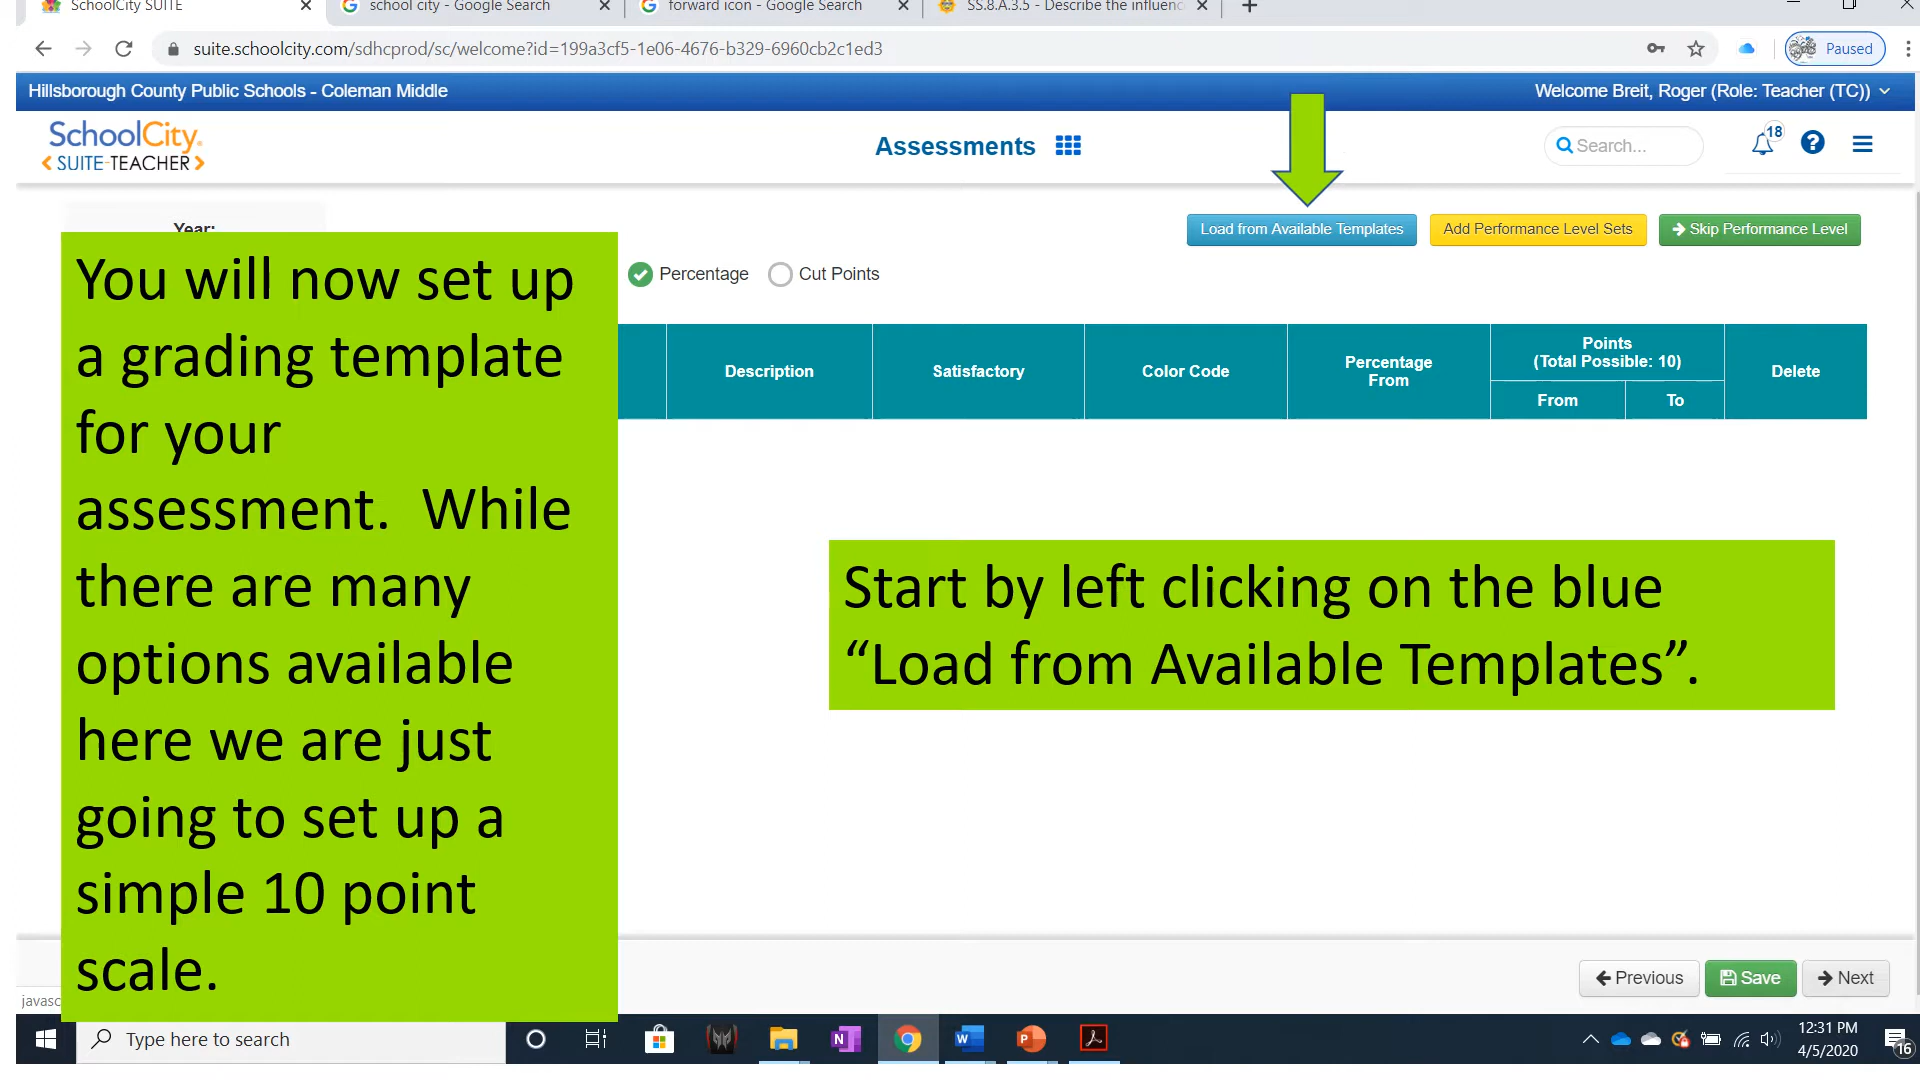 SchoolCity SUITE
school city - Google Search
forward icon - Google Search
SS.8.A.3.5 - Describe the influenc
suite.schoolcity.com/sdhcprod/sc/welcome?id=199a3cf5-1e06-4676-b329-6960cb2c1ed3
Paused
Hillsborough County Public Schools - Coleman Middle
Welcome Breit, Roger (Role: Teacher (TC))
SchoolCity
SUITE-TEACHER
Assessments
Search...
18
Year:
Load from Available Templates
Add Performance Level Sets
Skip Performance Level
Percentage
Cut Points
Description
Satisfactory
Color Code
Percentage
From
Points
(Total Possible: 10)
From
To
Delete
You will now set up
a grading template
for your
assessment.  While
there are many
options available
here we are just
going to set up a
simple 10 point
scale.
Start by left clicking on the blue
“Load from Available Templates”.
Previous
Save
Next
javasc
Type here to search
12:31 PM
4/5/2020
16